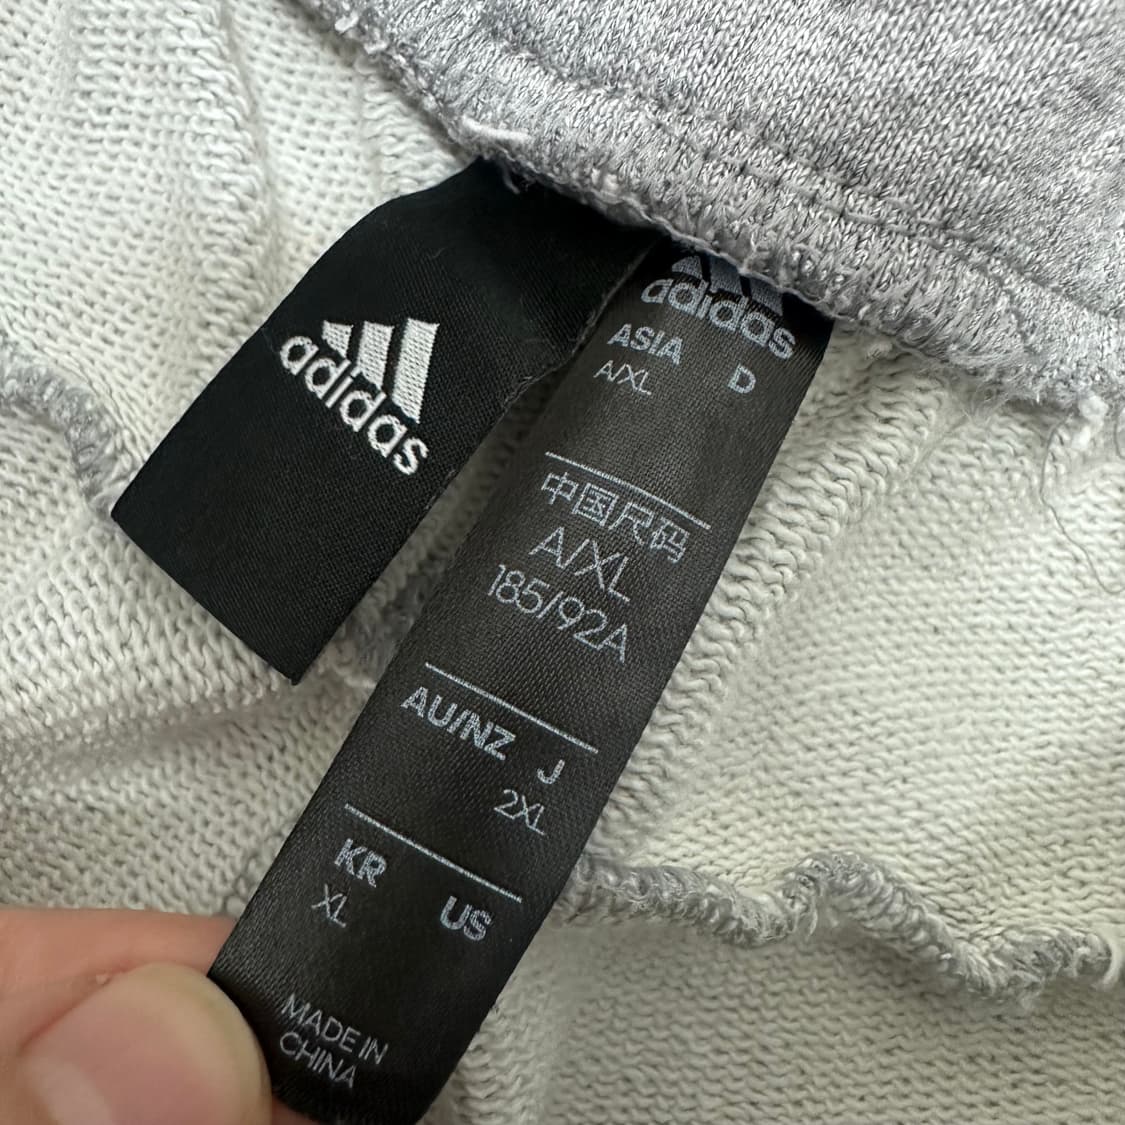 adidas
adidas
ASIA D
A/XL
中国尺码
A/XL
185/92A
AU/NZ J
2XL
KR US
XL
MADE IN
CHINA